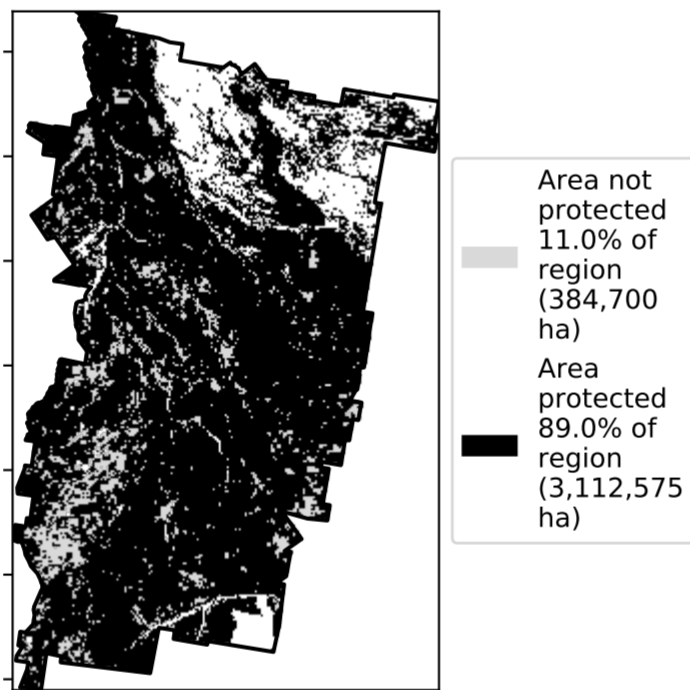 Area not
protected
11.0% of
region
(384,700
ha)
Area
protected
89.0% of
region
(3,112,575
ha)